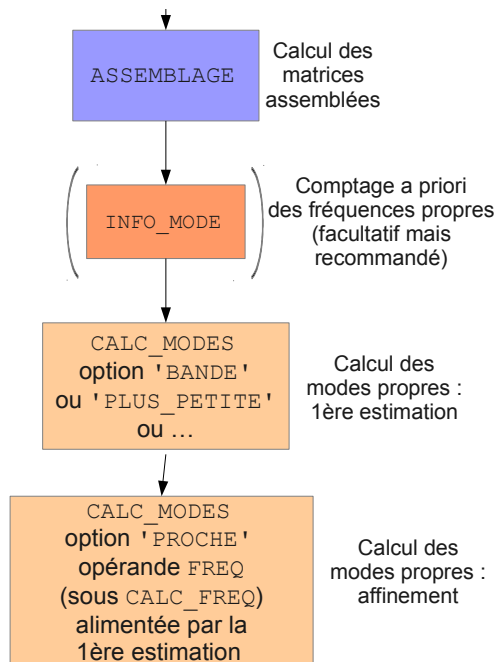 ASSEMBLAGE
Calcul des
matrices
assemblées
INFO_MODE
Comptage a priori
des fréquences propres
(facultatif mais
recommandé)
CALC_MODES
option 'BANDE'
ou 'PLUS_PETITE'
ou ...
Calcul des
modes propres :
1ère estimation
CALC_MODES
option 'PROCHE'
opérande FREQ
(sous CALC_FREQ)
alimentée par la
1ère estimation
Calcul des
modes propres :
affinement